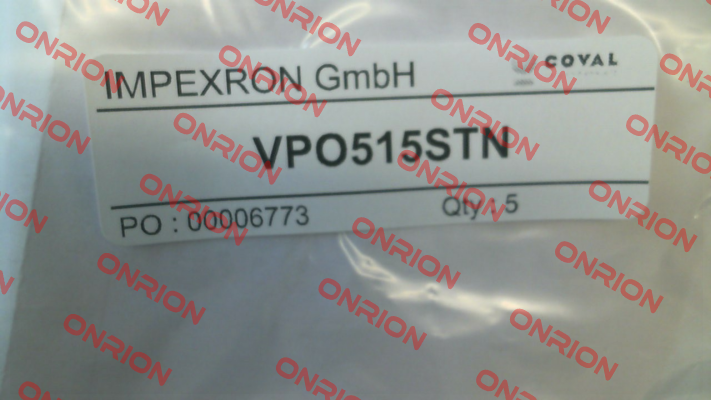 IMPEXRON GmbH
COVAL
VPO515STN
PO : 00006773
Qty : 5
ONRION